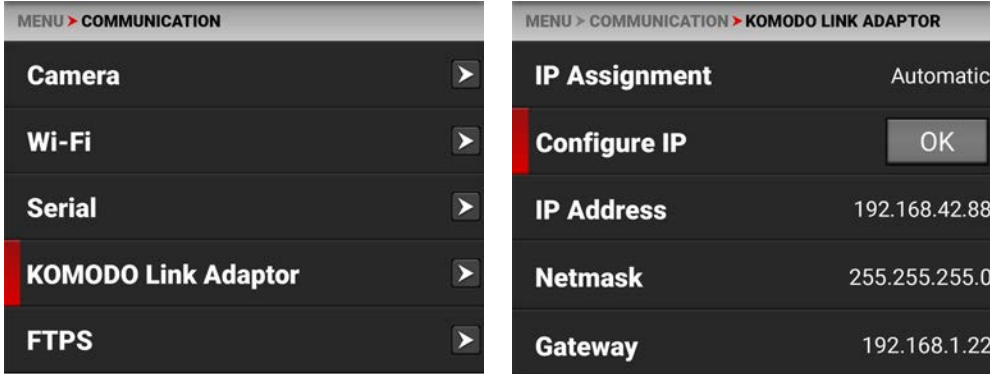 MENU > COMMUNICATION
Camera
Wi-Fi
Serial
KOMODO Link Adaptor
FTPS
MENU > COMMUNICATION > KOMODO LINK ADAPTOR
IP Assignment Automatic
Configure IP OK
IP Address 192.168.42.88
Netmask 255.255.255.0
Gateway 192.168.1.22